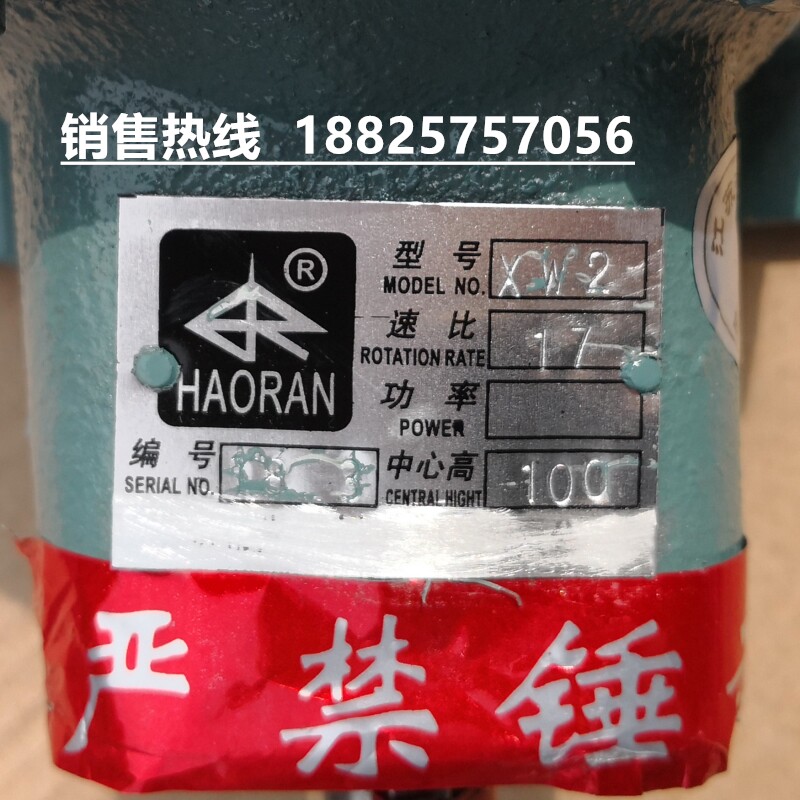 销售热线 18825757056
®
HAORAN
型号 XW2
MODEL NO.
速比 17
ROTATION RATE
功率
POWER
编号
SERIAL NO.
中心高 100
CENTRAL HIGHT
江
严禁锤